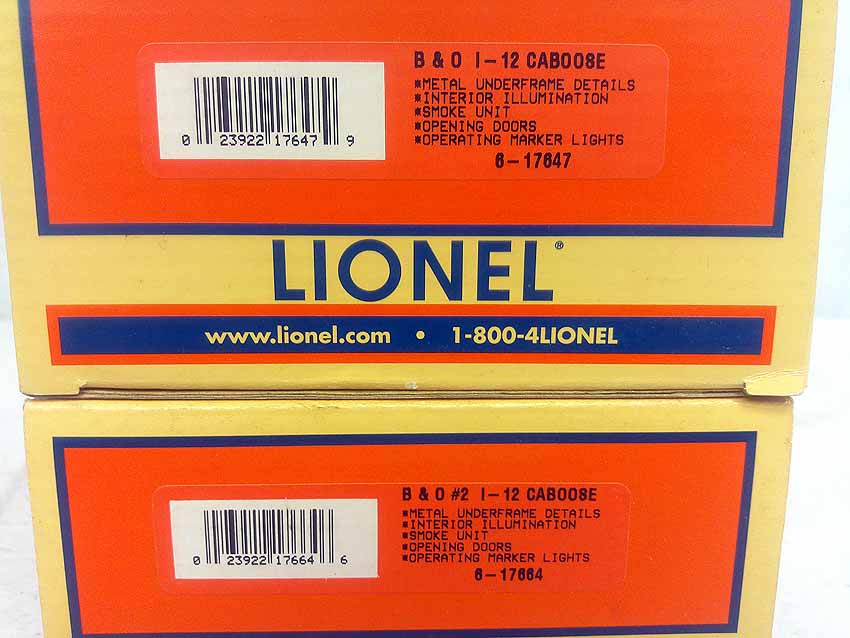 B & O I-12 CABOOSE
*METAL UNDERFRAME DETAILS
*INTERIOR ILLUMINATION
*SMOKE UNIT
*OPENING DOORS
*OPERATING MARKER LIGHTS
6-17647
0 23922 17647 9
LIONEL®
www.lionel.com • 1-800-4LIONEL
B & O #2 I-12 CABOOSE
*METAL UNDERFRAME DETAILS
*INTERIOR ILLUMINATION
*SMOKE UNIT
*OPENING DOORS
*OPERATING MARKER LIGHTS
6-17664
0 23922 17664 6